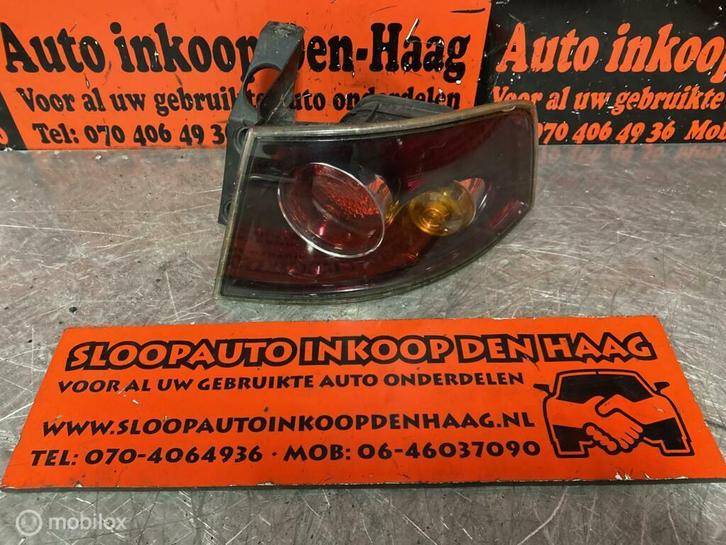 Auto inkoop den-Haag
Voor al uw gebruikte auto onderdelen
Tel: 070 406 49 36
Auto inkoop
Voor al uw gebruikte
070 406 49 36 Mob
SLOOPAUTO INKOOP DEN HAAG
VOOR AL UW GEBRUIKTE AUTO ONDERDELEN
WWW.SLOOPAUTOINKOOPDENHAAG.NL
TEL: 070-4064936 · MOB: 06-46037090
mobilox